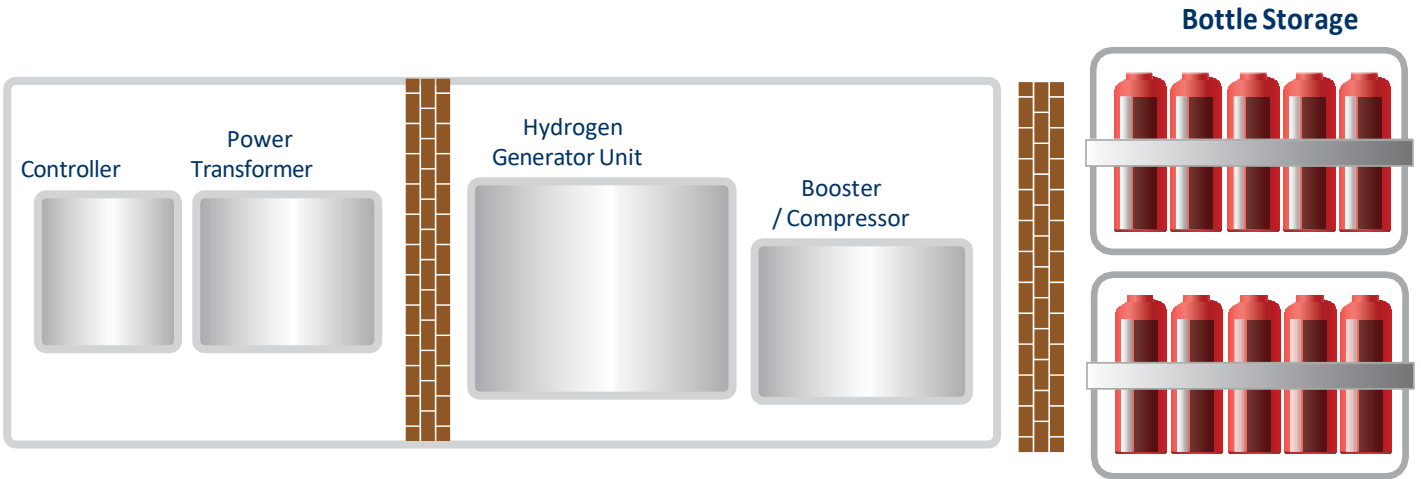 Bottle Storage
Controller
Power
Transformer
Hydrogen
Generator Unit
Booster
/ Compressor